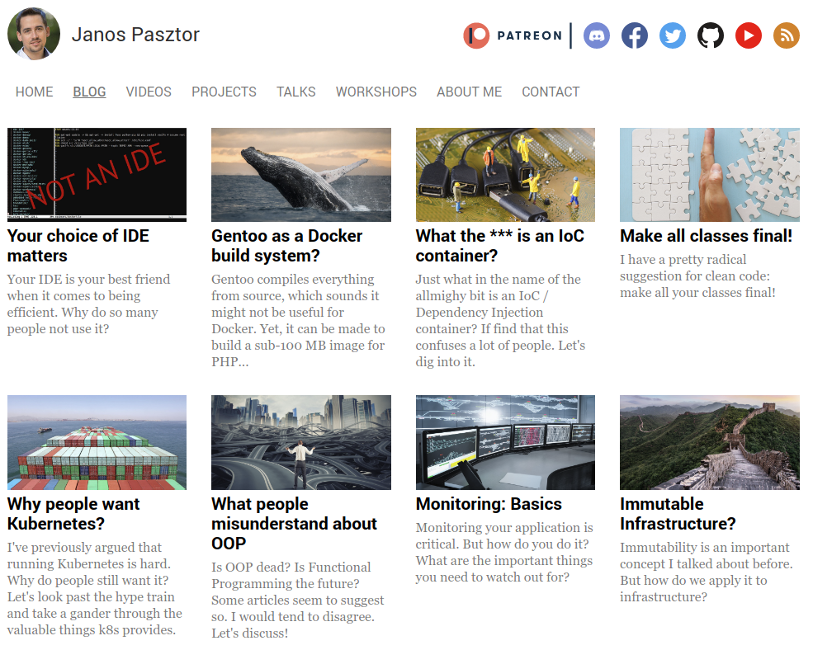 Janos Pasztor
PATREON
HOME BLOG VIDEOS PROJECTS TALKS WORKSHOPS ABOUT ME CONTACT
NOT AN IDE
Your choice of IDE
matters
Your IDE is your best friend
when it comes to being
efficient. Why do so many
people not use it?
Gentoo as a Docker
build system?
Gentoo compiles everything
from source, which sounds it
might not be useful for
Docker. Yet, it can be made to
build a sub-100 MB image for
PHP...
What the *** is an IoC
container?
Just what in the name of the
allmighy bit is an IoC /
Dependency Injection
container? If find that this
confuses a lot of people. Let's
dig into it.
Make all classes final!
I have a pretty radical
suggestion for clean code:
make all your classes final!
Why people want
Kubernetes?
I've previously argued that
running Kubernetes is hard.
Why do people still want it?
Let's look past the hype train
and take a gander through the
valuable things k8s provides.
What people
misunderstand about
OOP
Is OOP dead? Is Functional
Programming the future?
Some articles seem to suggest
so. I would tend to disagree.
Let's discuss!
Monitoring: Basics
Monitoring your application is
critical. But how do you do it?
What are the important things
you need to watch out for?
Immutable
Infrastructure?
Immutability is an important
concept I talked about before.
But how do we apply it to
infrastructure?